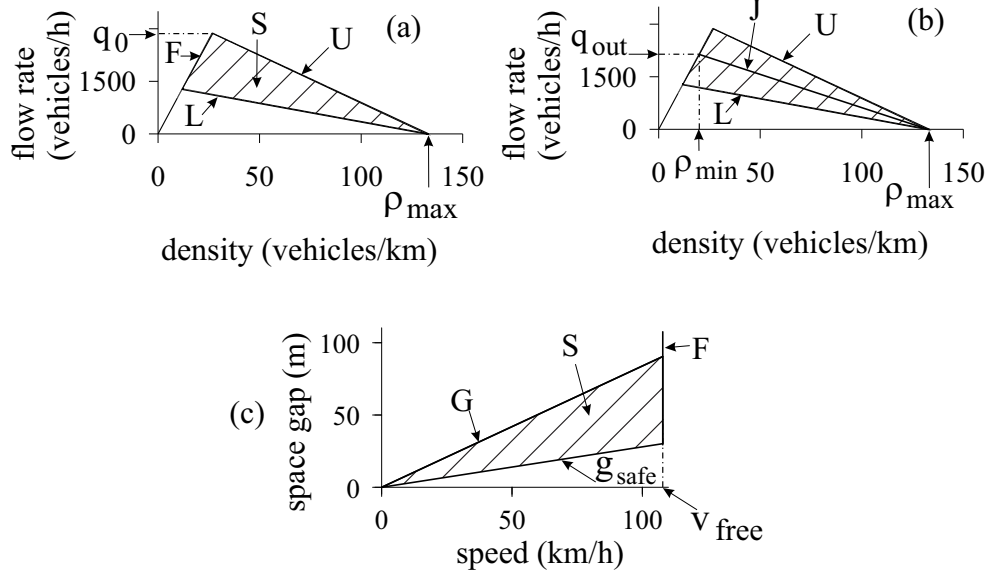 (a)
q0
F
S
U
1500
L
0
flow rate
(vehicles/h)
0 50 100 150
ρmax
density (vehicles/km)
(b)
J
U
qout
1500
L
0
flow rate
(vehicles/h)
0 ρmin 50 100 150
ρmax
density (vehicles/km)
(c)
100
S
F
G
50
gsafe
0
space gap (m)
0 50 100
vfree
speed (km/h)